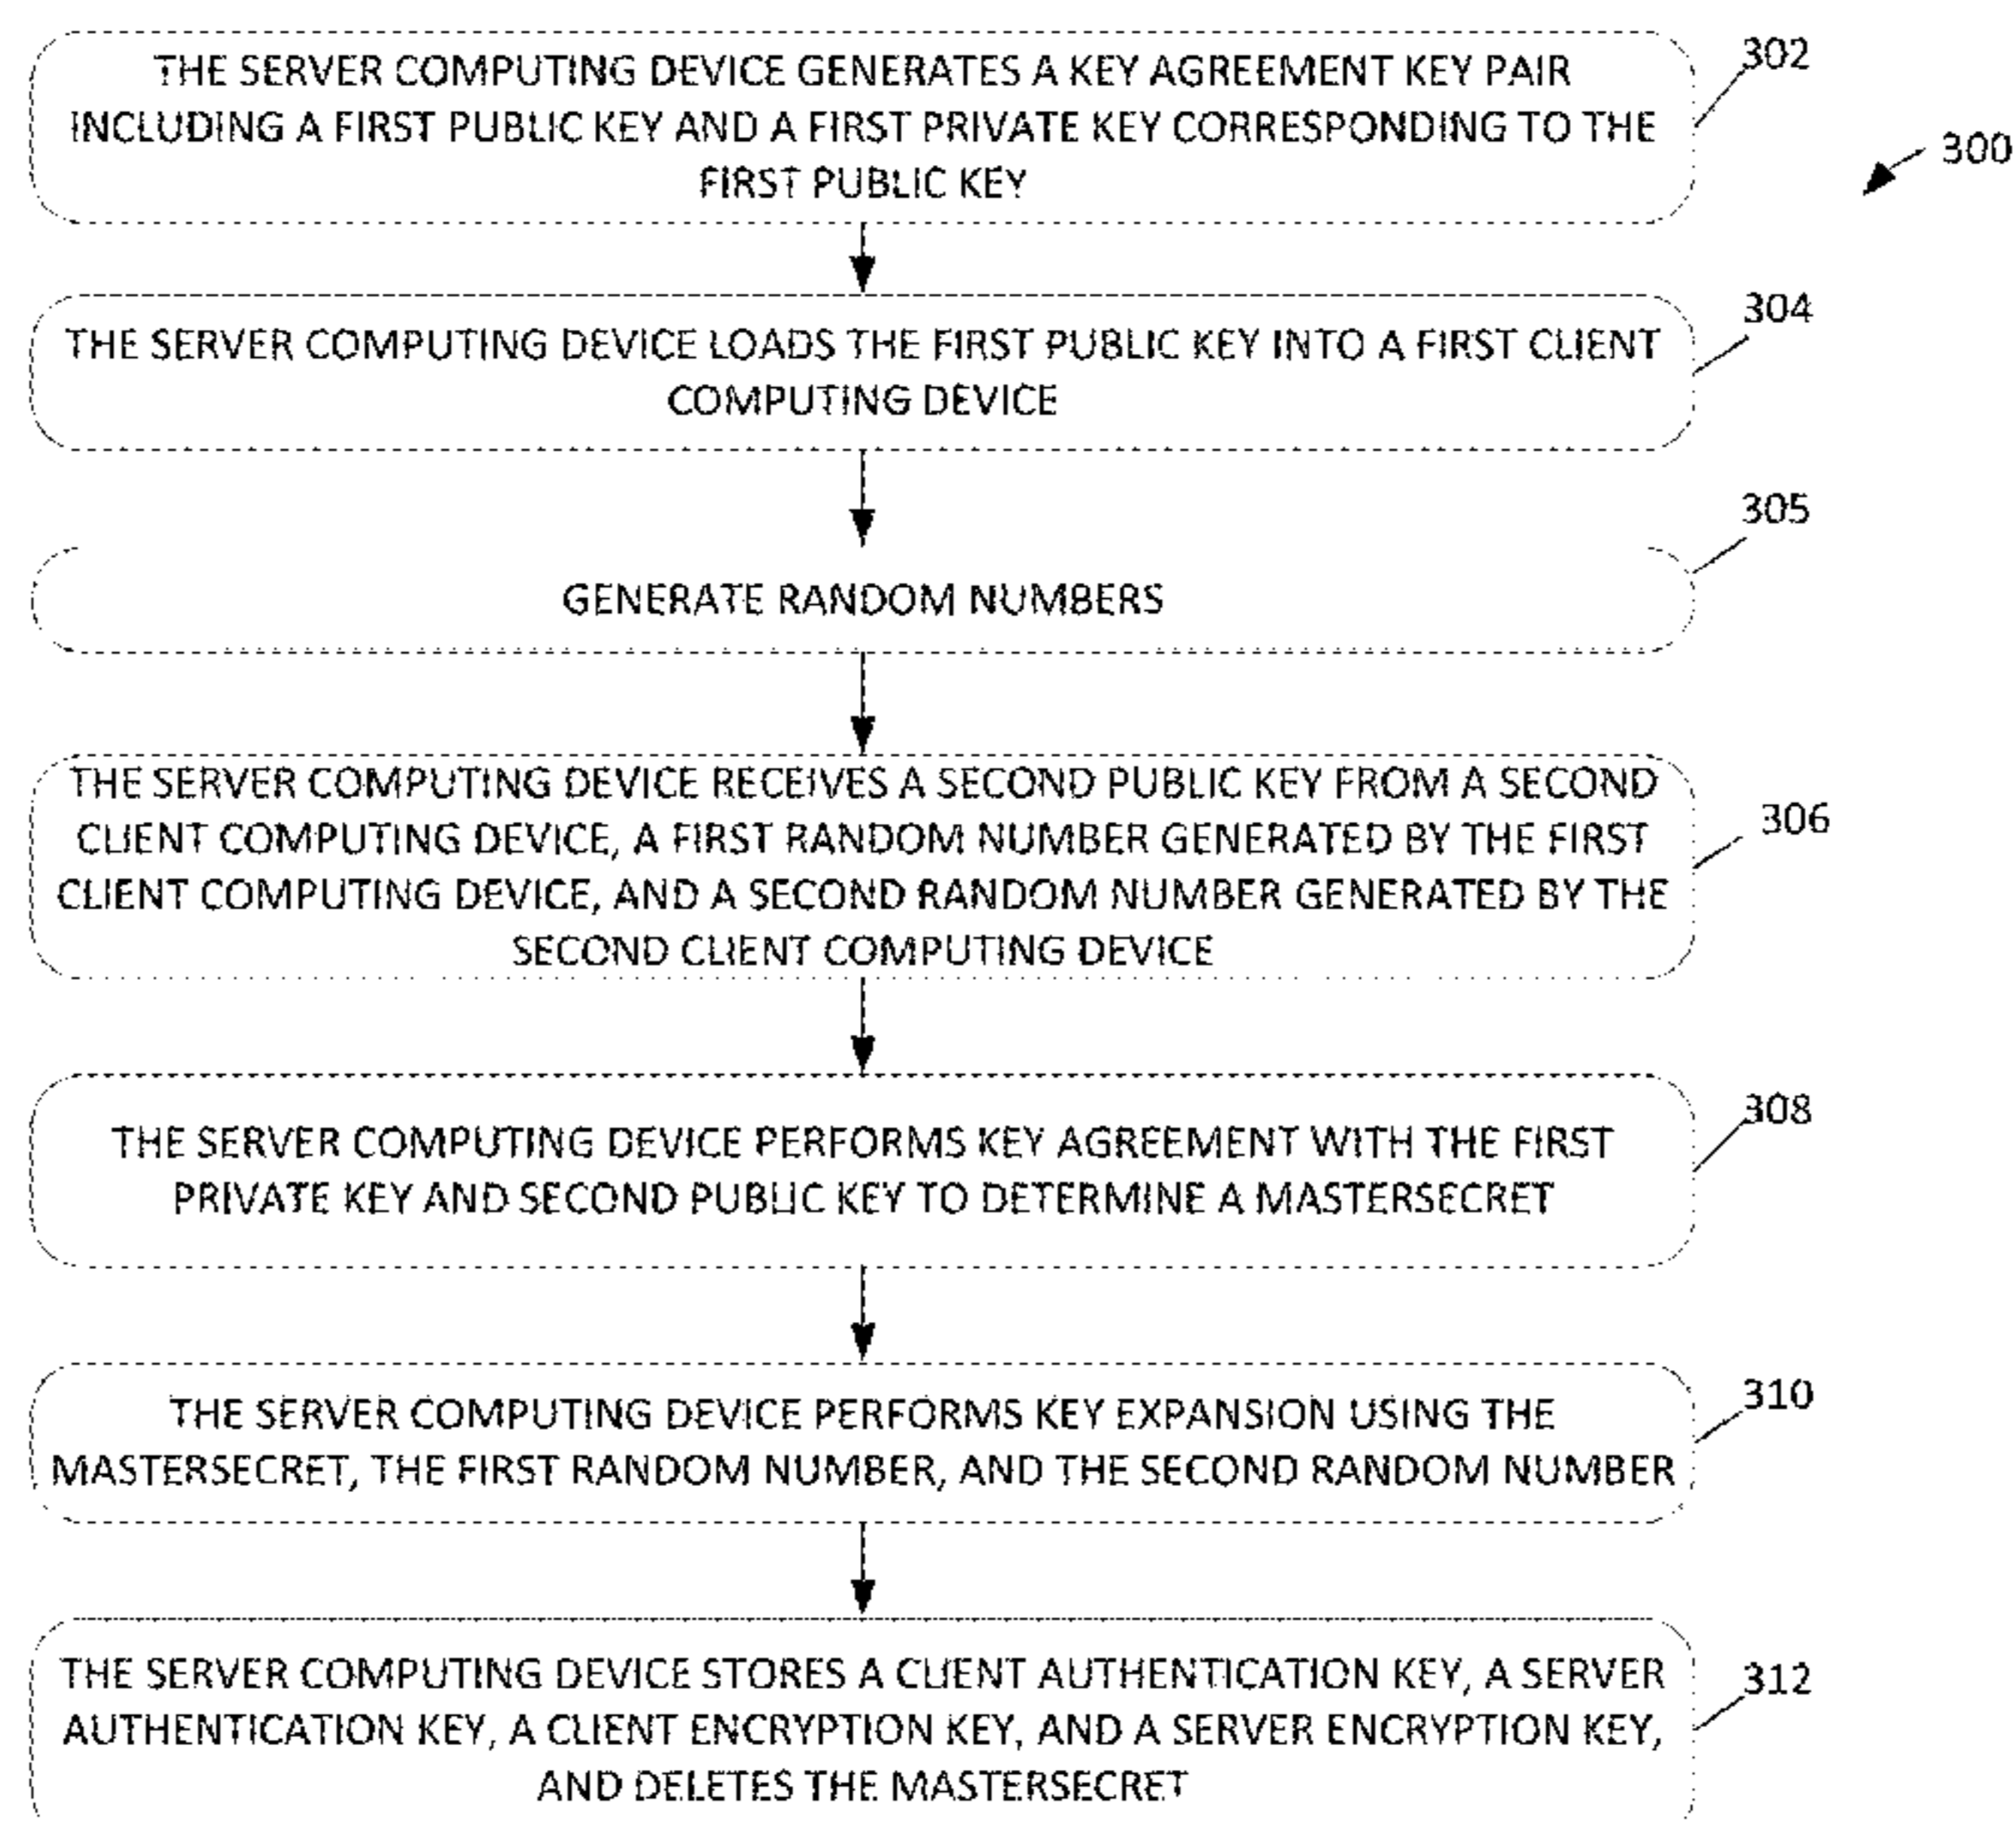 THE SERVER COMPUTING DEVICE GENERATES A KEY AGREEMENT KEY PAIR
INCLUDING A FIRST PUBLIC KEY AND A FIRST PRIVATE KEY CORRESPONDING TO THE
FIRST PUBLIC KEY
302
300
THE SERVER COMPUTING DEVICE LOADS THE FIRST PUBLIC KEY INTO A FIRST CLIENT
COMPUTING DEVICE
304
GENERATE RANDOM NUMBERS
305
THE SERVER COMPUTING DEVICE RECEIVES A SECOND PUBLIC KEY FROM A SECOND
CLIENT COMPUTING DEVICE, A FIRST RANDOM NUMBER GENERATED BY THE FIRST
CLIENT COMPUTING DEVICE, AND A SECOND RANDOM NUMBER GENERATED BY THE
SECOND CLIENT COMPUTING DEVICE
306
THE SERVER COMPUTING DEVICE PERFORMS KEY AGREEMENT WITH THE FIRST
PRIVATE KEY AND SECOND PUBLIC KEY TO DETERMINE A MASTERSECRET
308
THE SERVER COMPUTING DEVICE PERFORMS KEY EXPANSION USING THE
MASTERSECRET, THE FIRST RANDOM NUMBER, AND THE SECOND RANDOM NUMBER
310
THE SERVER COMPUTING DEVICE STORES A CLIENT AUTHENTICATION KEY, A SERVER
AUTHENTICATION KEY, A CLIENT ENCRYPTION KEY, AND A SERVER ENCRYPTION KEY,
AND DELETES THE MASTERSECRET
312